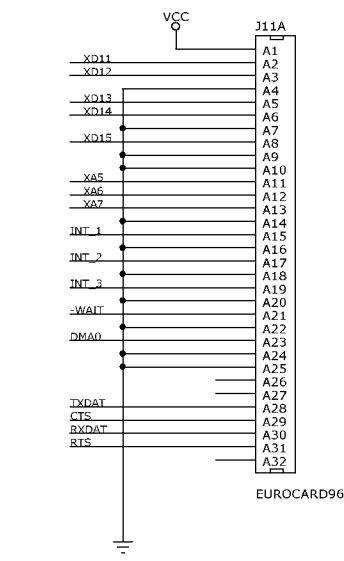 VCC
J11A
A1
XD11 A2
XD12 A3
A4
XD13 A5
XD14 A6
A7
XD15 A8
A9
A10
XA5 A11
XA6 A12
XA7 A13
A14
INT_1 A15
A16
INT_2 A17
A18
INT_3 A19
A20
-WAIT A21
A22
DMA0 A23
A24
A25
A26
A27
TXDAT A28
CTS A29
RXDAT A30
RTS A31
A32
EUROCARD96